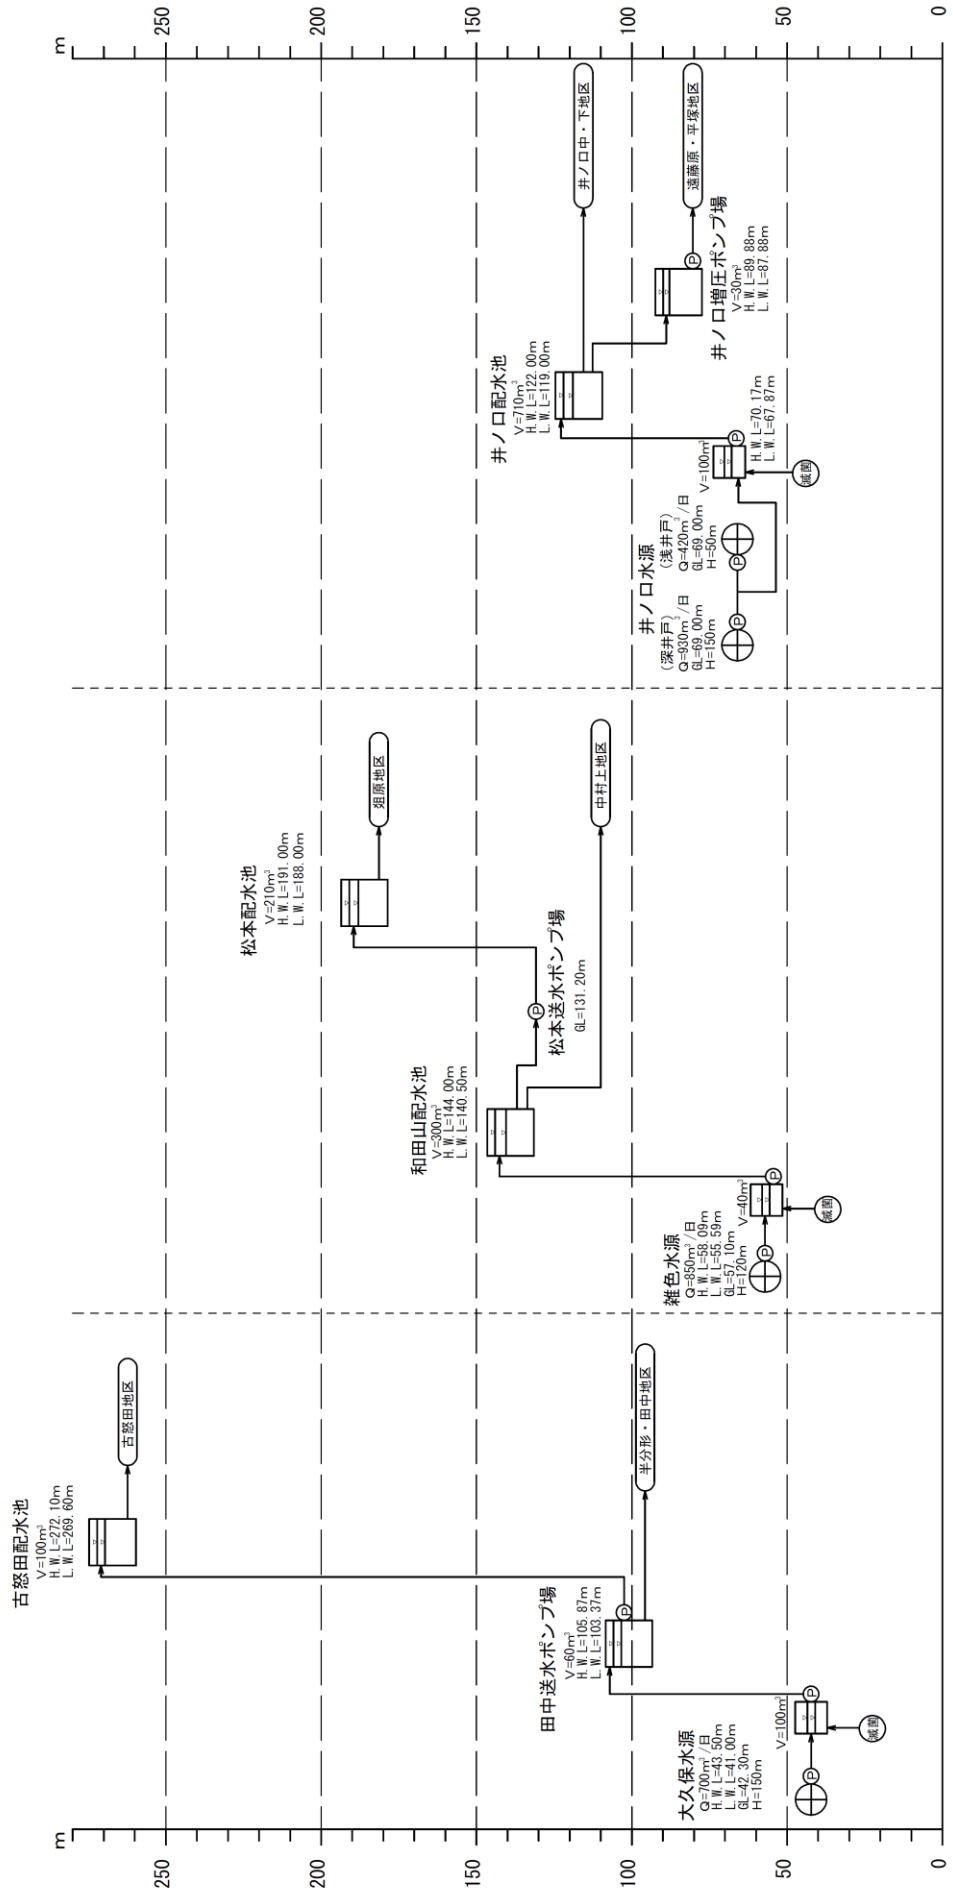 m
250
200
150
100
50
0
古怒田配水池
V=100m³
H.W.L=272.10m
L.W.L=269.60m
古怒田地区
田中送水ポンプ場
V=60m³
H.W.L=105.87m
L.W.L=103.37m
P
半分形・田中地区
大久保水源
Q=700m³/日
H.W.L=43.50m
L.W.L=41.00m
GL=42.30m
H=150m
P
V=100m³
P
滅菌
松本配水池
V=210m³
H.W.L=191.00m
L.W.L=188.00m
和田山配水池
V=300m³
H.W.L=144.00m
L.W.L=140.50m
P
松本送水ポンプ場
GL=131.20m
中村上地区
雑色水源
Q=850m³/日
H.W.L=58.09m
L.W.L=55.59m
GL=57.10m
H=120m
P
V=40m³
P
滅菌
井ノ口配水池
V=710m³
H.W.L=122.00m
L.W.L=119.00m
井ノ口中・下地区
P
遠藤原・平塚地区
井ノ口増圧ポンプ場
V=30m³
H.W.L=89.88m
L.W.L=87.88m
井ノ口水源
(深井戸)
Q=930m³/日
GL=69.00m
H=150m
P
(浅井戸)
Q=420m³/日
GL=69.00m
H=50m
P
V=100m³
P
H.W.L=70.17m
L.W.L=67.87m
滅菌
m
250
200
150
100
50
0